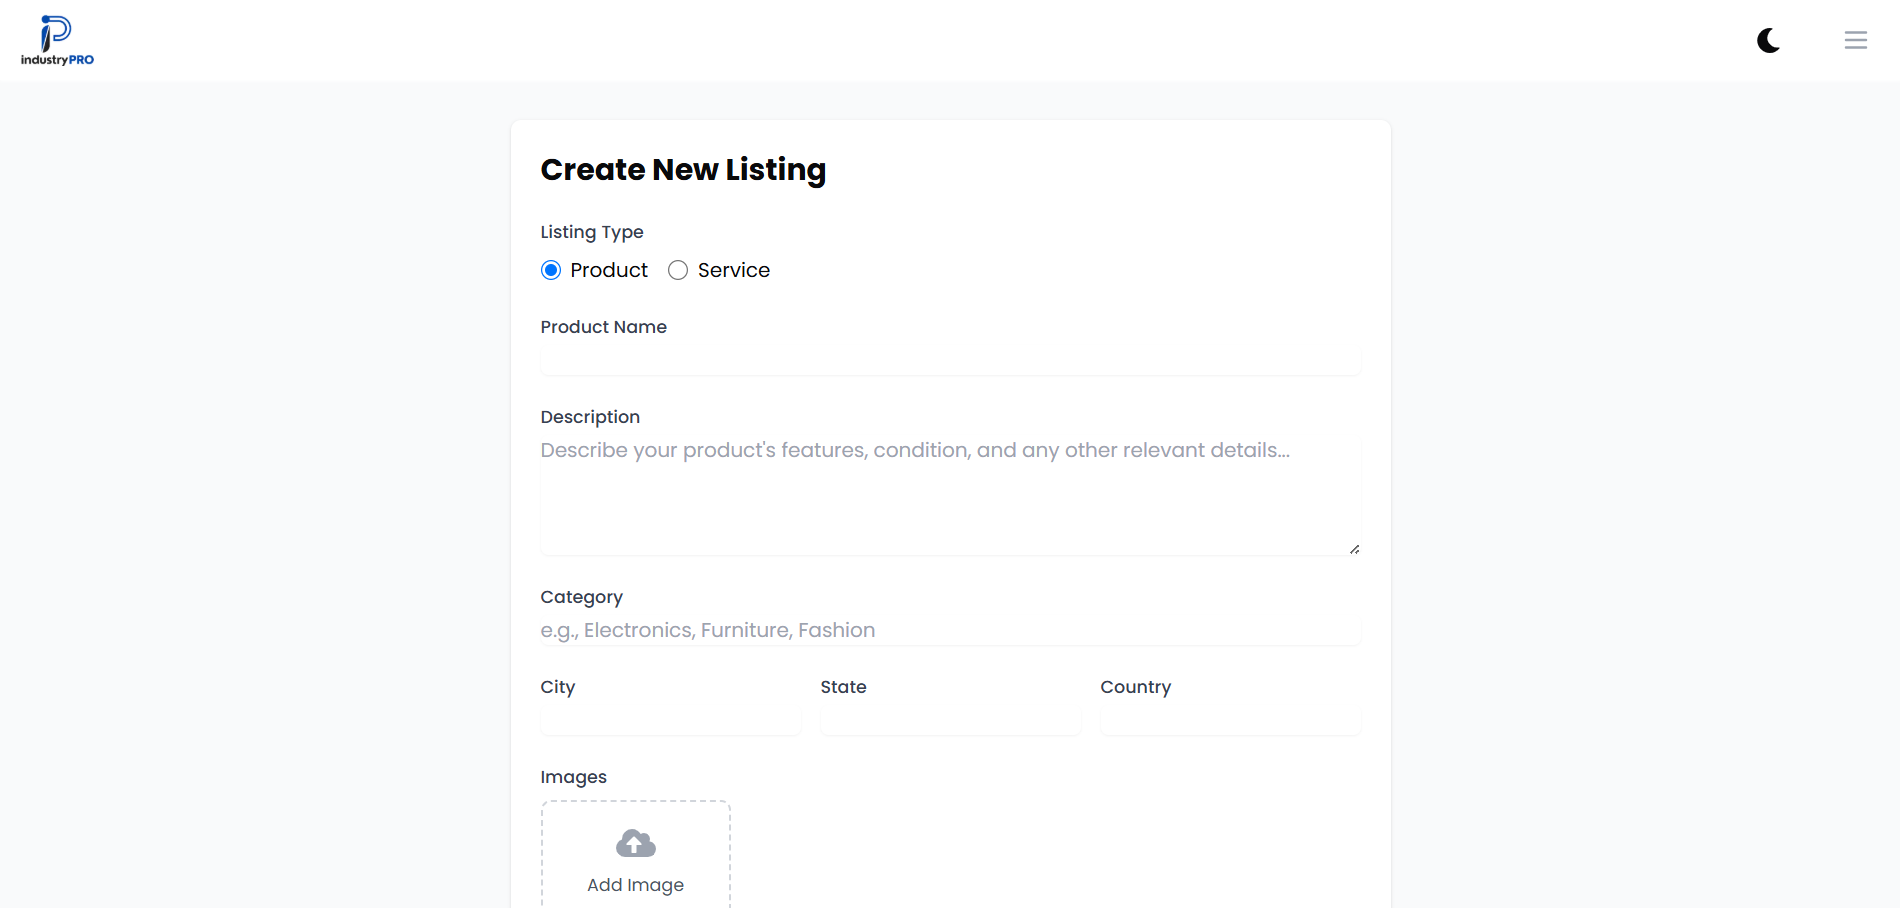 industryPRO
Create New Listing
Listing Type
Product Service
Product Name
Description
Describe your product's features, condition, and any other relevant details...
Category
e.g., Electronics, Furniture, Fashion
City State Country
Images
Add Image